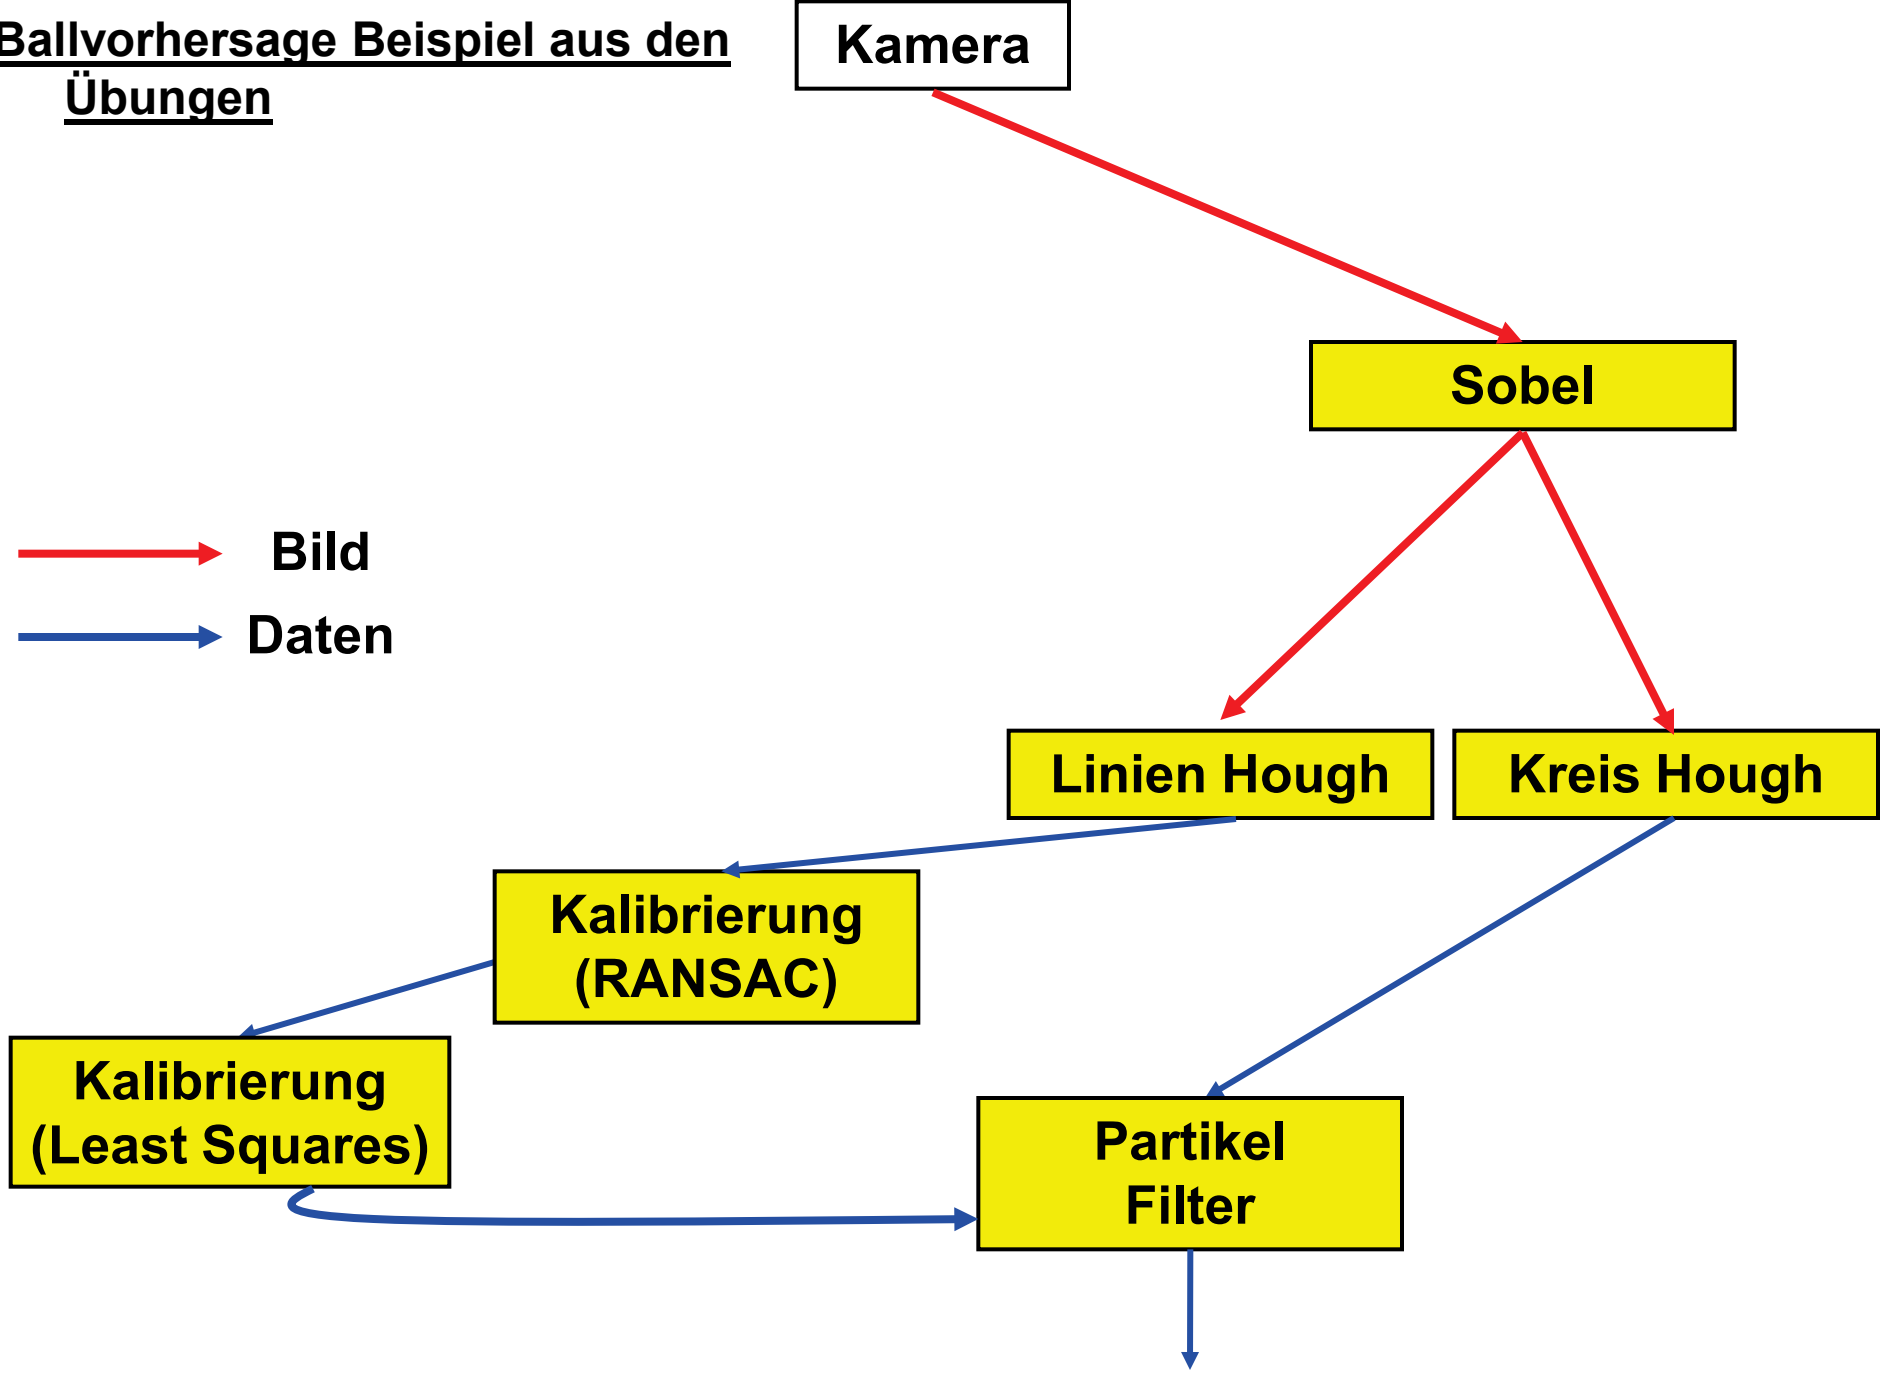 Ballvorhersage Beispiel aus den
Übungen
Kamera
Sobel
Bild
Daten
Linien Hough
Kreis Hough
Kalibrierung
(RANSAC)
Kalibrierung
(Least Squares)
Partikel
Filter